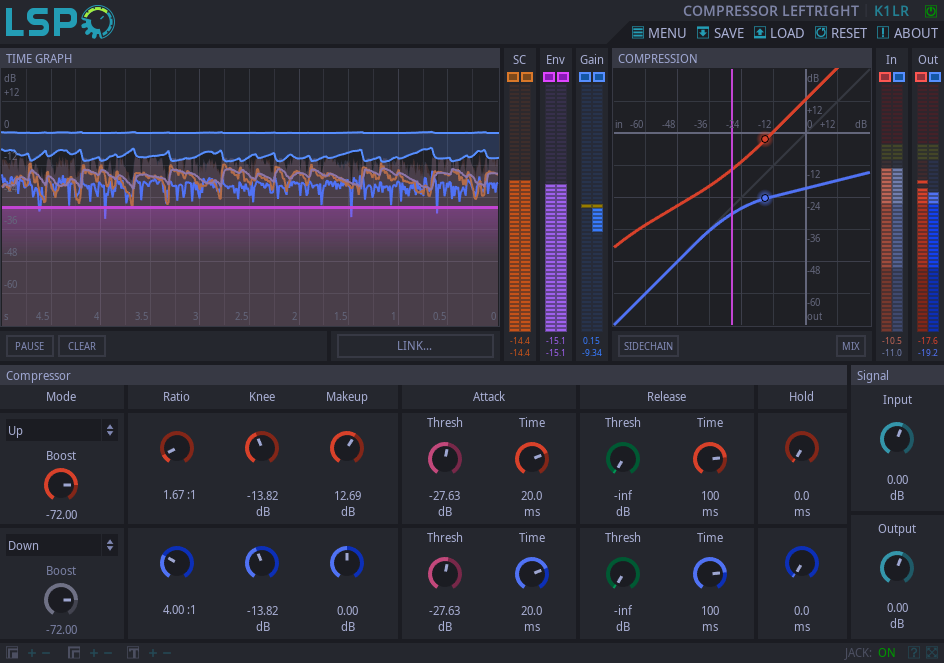 LSP
COMPRESSOR LEFTRIGHT K1LR
MENU SAVE LOAD RESET ABOUT
TIME GRAPH
dB
+12
0
-12
-36
-48
-60
s 4.5 4 3.5 3 2.5 2 1.5 1 0.5 0
PAUSE CLEAR LINK...
SC Env Gain
-14.4 -15.1 0.15
-14.4 -15.1 -9.34
COMPRESSION
dB
+12
in -60 -48 -36 -24 -12 0 +12 dB
-12
-24
-36
-48
-60
out
SIDECHAIN MIX
In Out
-10.5 -17.6
-11.0 -19.2
Compressor
Mode Ratio Knee Makeup Attack Release Hold
Up
Boost
-72.00
1.67 :1
-13.82
dB
12.69
dB
Thresh Time
-27.63 20.0
dB ms
Thresh Time
-inf 100
dB ms
0.0
ms
Down
Boost
-72.00
4.00 :1
-13.82
dB
0.00
dB
Thresh Time
-27.63 20.0
dB ms
Thresh Time
-inf 100
dB ms
0.0
ms
Signal
Input
0.00
dB
Output
0.00
dB
JACK: ON